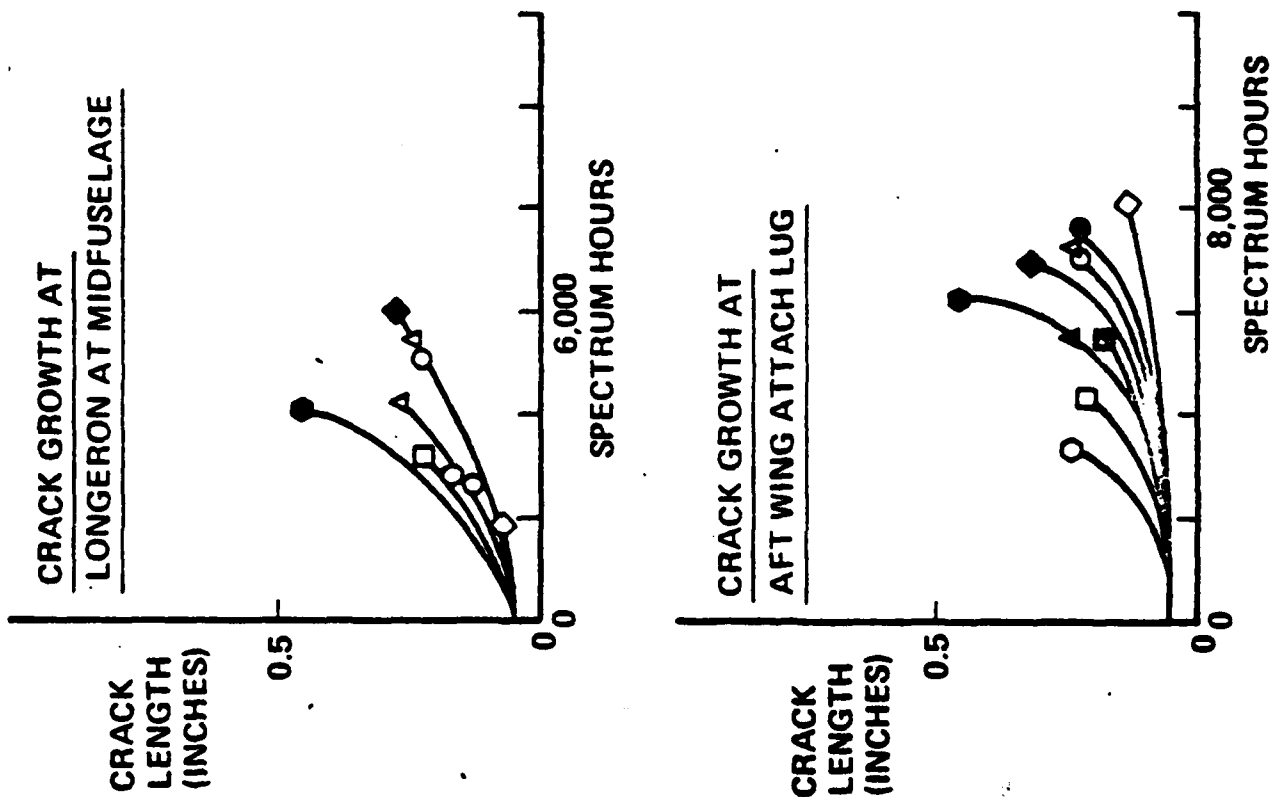 CRACK GROWTH AT
LONGERON AT MIDFUSELAGE
CRACK
LENGTH
(INCHES)
0.5
0
0
6,000
SPECTRUM HOURS
CRACK GROWTH AT
AFT WING ATTACH LUG
CRACK
LENGTH
(INCHES)
0.5
0
0
8,000
SPECTRUM HOURS